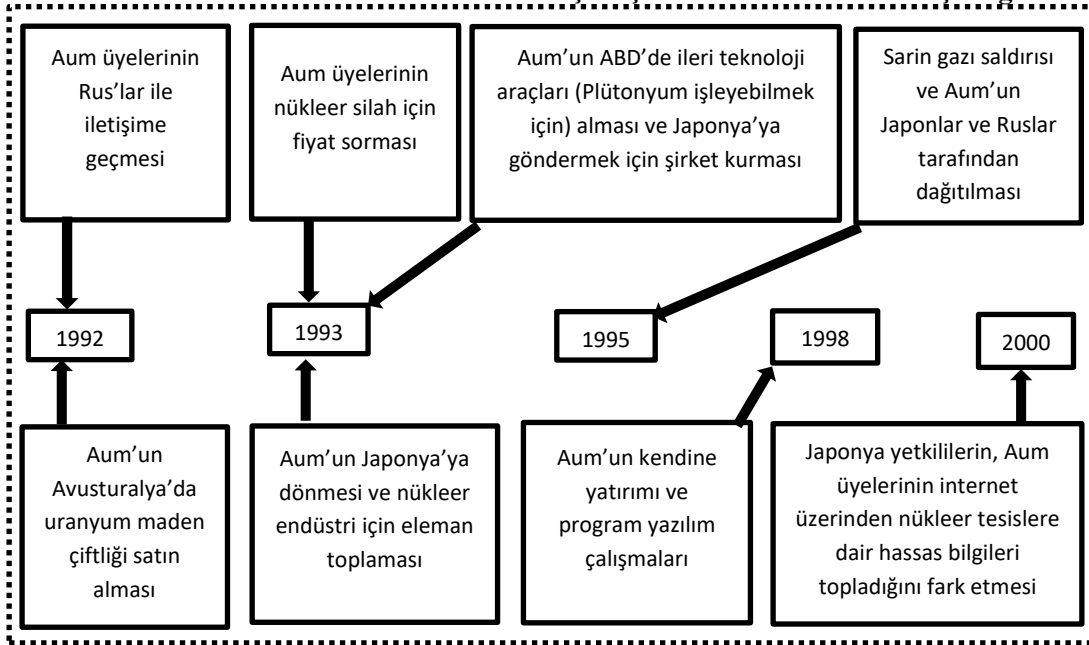 Aum üyelerinin
Rus’lar ile
iletişime
geçmesi
Aum üyelerinin
nükleer silah için
fiyat sorması
Aum’un ABD’de ileri teknoloji
araçları (Plütonyum işleyebilmek
için) alması ve Japonya’ya
göndermek için şirket kurması
Sarin gazı saldırısı
ve Aum’un
Japonlar ve Ruslar
tarafından
dağıtılması
1992
1993
1995
1998
2000
Aum’un
Avusturalya’da
uranyum maden
çiftliği satın
alması
Aum’un Japonya’ya
dönmesi ve nükleer
endüstri için eleman
toplaması
Aum’un kendine
yatırımı ve
program yazılım
çalışmaları
Japonya yetkililerin, Aum
üyelerinin internet
üzerinden nükleer tesislere
dair hassas bilgileri
topladığını fark etmesi